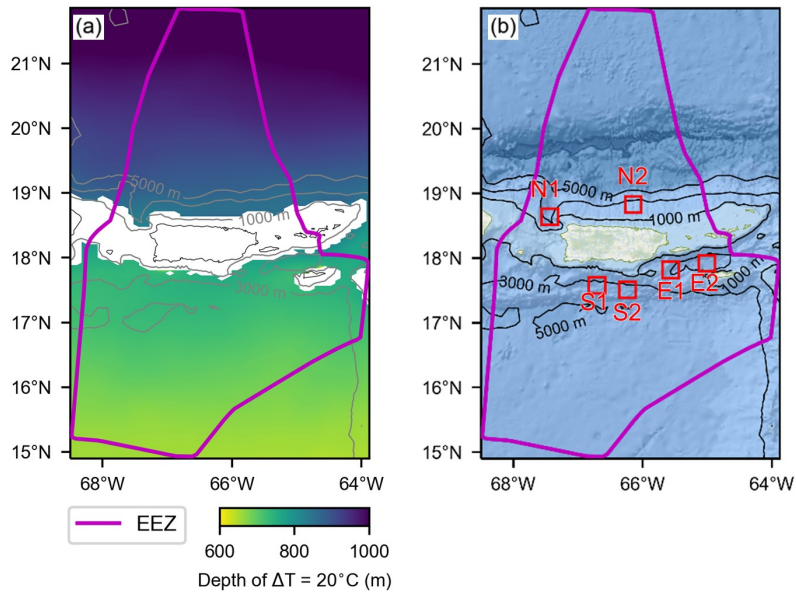 (a)
(b)
21°N
20°N
19°N
18°N
17°N
16°N
15°N
5000 m
1000 m
3000 m
68°W
66°W
64°W
21°N
20°N
19°N
18°N
17°N
16°N
15°N
N1
5000 m
N2
1000 m
3000 m
S1
S2
E1
E2
1000 m
5000 m
68°W
66°W
64°W
EEZ
600
800
1000
Depth of ΔT = 20°C (m)